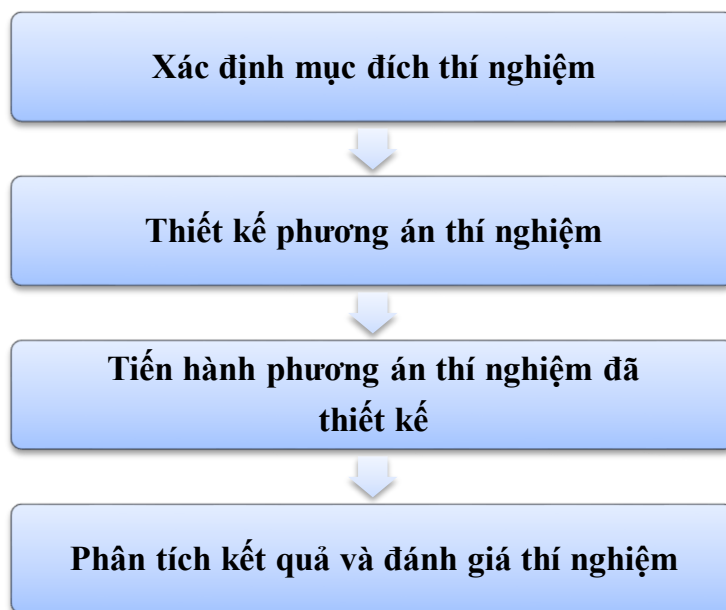 Xác định mục đích thí nghiệm
Thiết kế phương án thí nghiệm
Tiến hành phương án thí nghiệm đã
thiết kế
Phân tích kết quả và đánh giá thí nghiệm